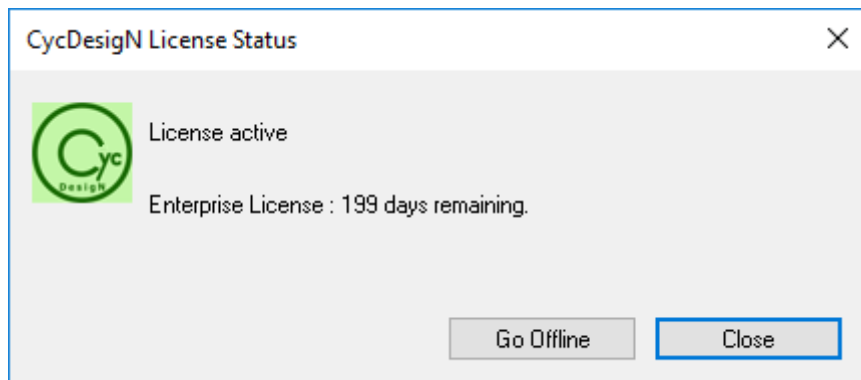 CycDesigN License Status
Cyc
DesigN
License active
Enterprise License : 199 days remaining.
Go Offline
Close